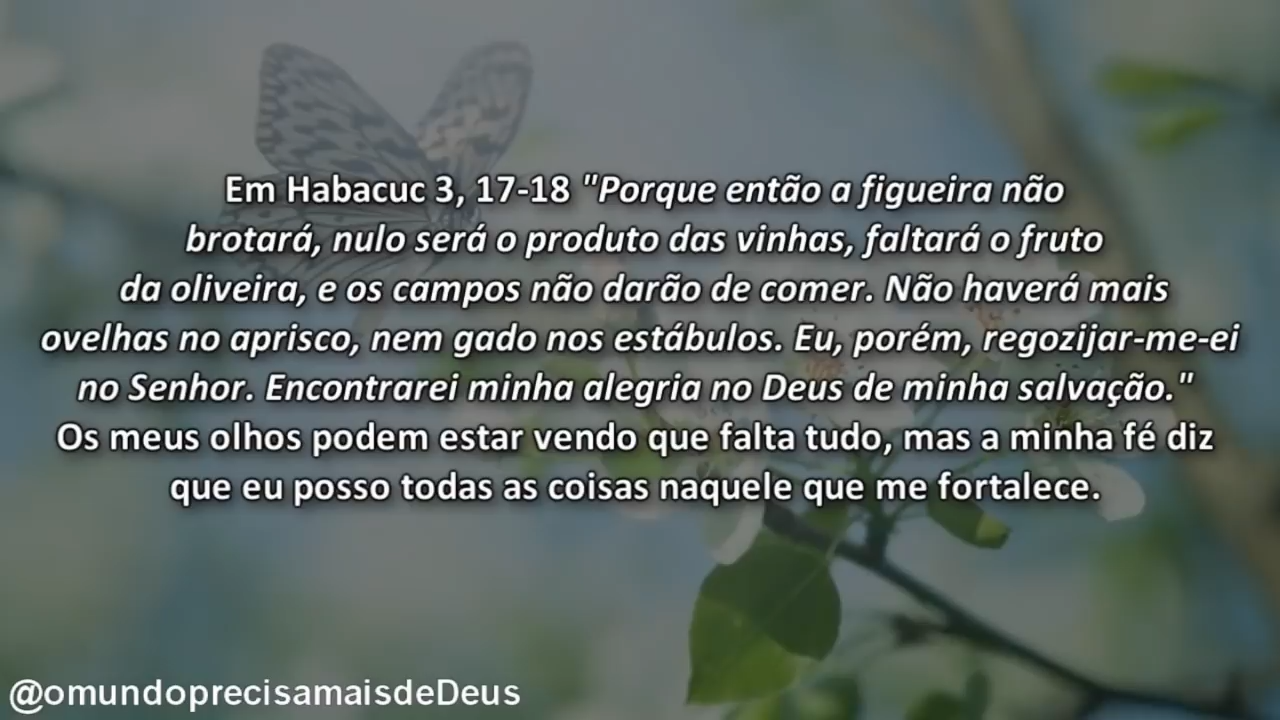 Em Habacuc 3, 17-18 "Porque então a figueira não
brotará, nulo será o produto das vinhas, faltará o fruto
da oliveira, e os campos não darão de comer. Não haverá mais
ovelhas no aprisco, nem gado nos estábulos. Eu, porém, regozijar-me-ei
no Senhor. Encontrarei minha alegria no Deus de minha salvação."
Os meus olhos podem estar vendo que falta tudo, mas a minha fé diz
que eu posso todas as coisas naquele que me fortalece.
@omundoprecisamaisdeDeus